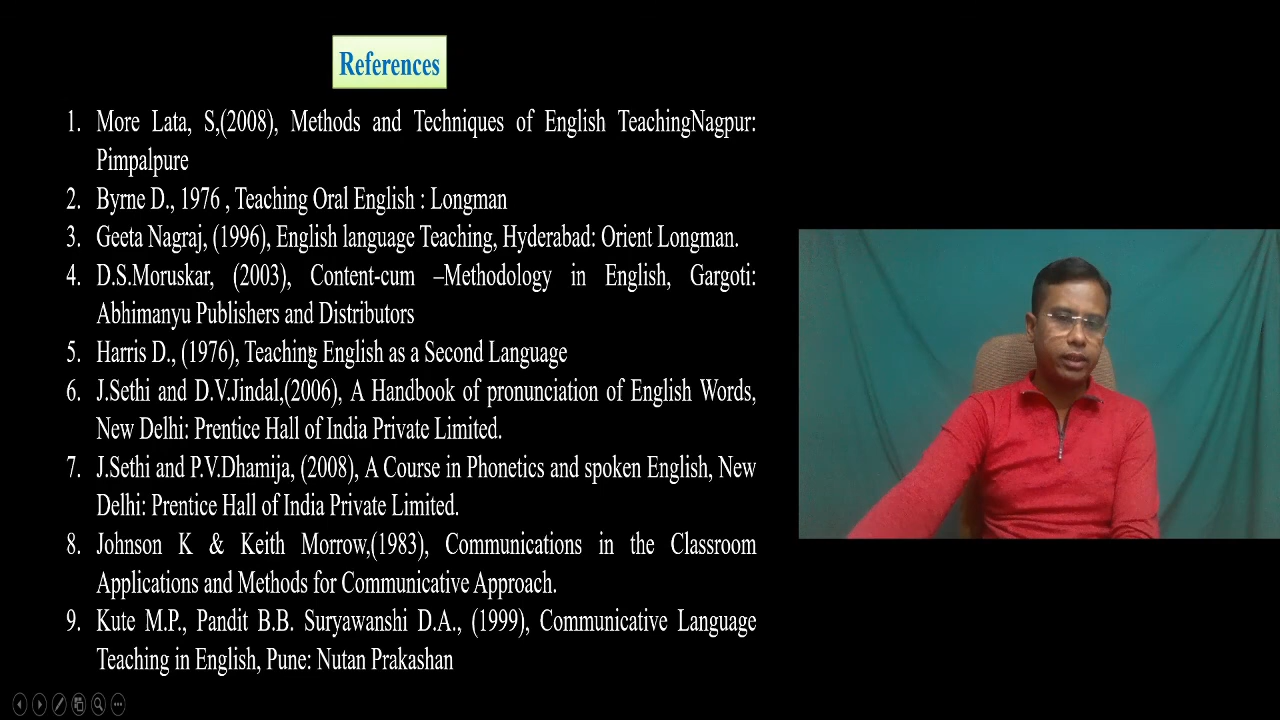 References
1. More Lata, S,(2008), Methods and Techniques of English TeachingNagpur:
Pimpalpure
2. Byrne D., 1976 , Teaching Oral English : Longman
3. Geeta Nagraj, (1996), English language Teaching, Hyderabad: Orient Longman.
4. D.S.Moruskar, (2003), Content-cum –Methodology in English, Gargoti:
Abhimanyu Publishers and Distributors
5. Harris D., (1976), Teaching English as a Second Language
6. J.Sethi and D.V.Jindal,(2006), A Handbook of pronunciation of English Words,
New Delhi: Prentice Hall of India Private Limited.
7. J.Sethi and P.V.Dhamija, (2008), A Course in Phonetics and spoken English, New
Delhi: Prentice Hall of India Private Limited.
8. Johnson K & Keith Morrow,(1983), Communications in the Classroom
Applications and Methods for Communicative Approach.
9. Kute M.P., Pandit B.B. Suryawanshi D.A., (1999), Communicative Language
Teaching in English, Pune: Nutan Prakashan